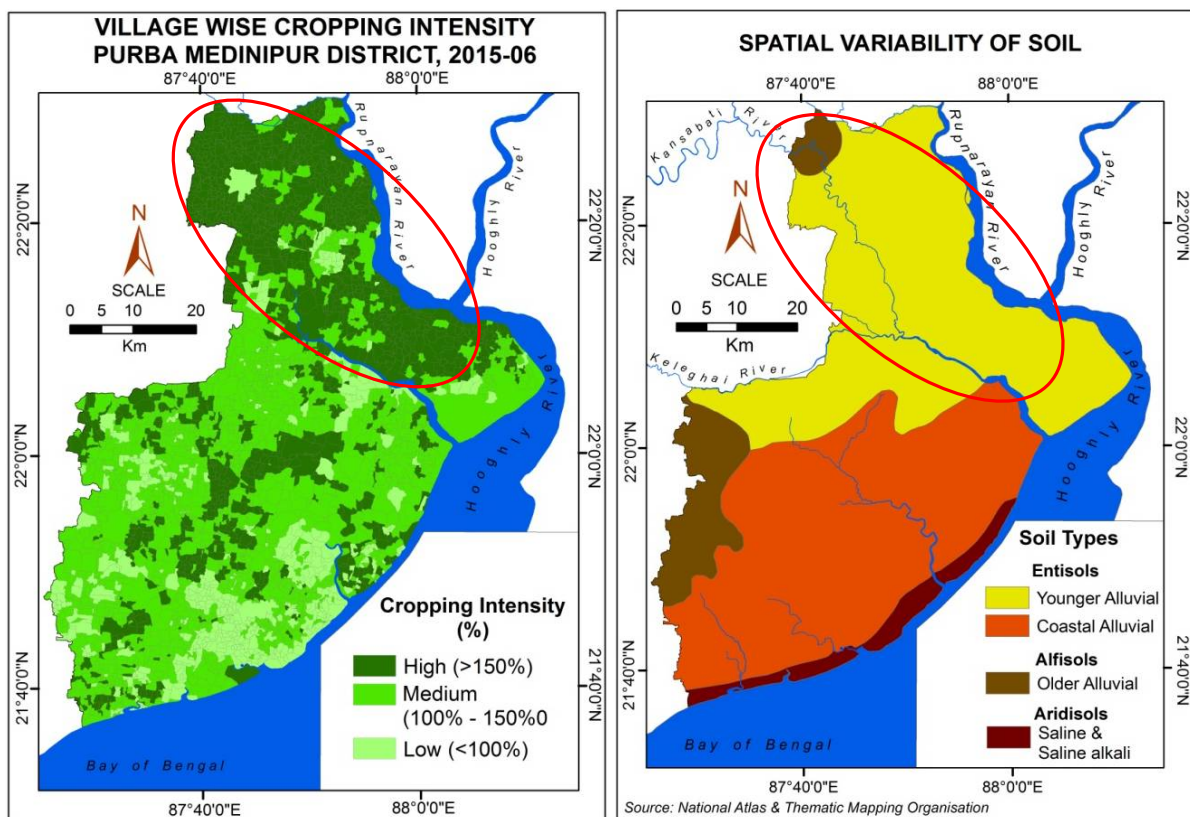 VILLAGE WISE CROPPING INTENSITY
PURBA MEDINIPUR DISTRICT, 2015-06
87°40'0"E
88°0'0"E
Rupnarayan River
Hooghly River
22°20'0"N
22°20'0"N
N
SCALE
0 5 10 20
Km
Hooghly River
22°0'0"N
22°0'0"N
Cropping Intensity
(%)
High (>150%)
Medium
(100% - 150%0
Low (<100%)
21°40'0"N
21°40'0"N
Bay of Bengal
87°40'0"E
88°0'0"E
SPATIAL VARIABILITY OF SOIL
87°40'0"E
88°0'0"E
Kansabati River
Rupnarayan River
Hooghly River
22°20'0"N
22°20'0"N
N
SCALE
0 5 10 20
Km
Keleghai River
Hooghly River
22°0'0"N
22°0'0"N
Soil Types
Entisols
Younger Alluvial
Coastal Alluvial
Alfisols
Older Alluvial
Aridisols
Saline &
Saline alkali
21°40'0"N
21°40'0"N
Bay of Bengal
87°40'0"E
88°0'0"E
Source: National Atlas & Thematic Mapping Organisation